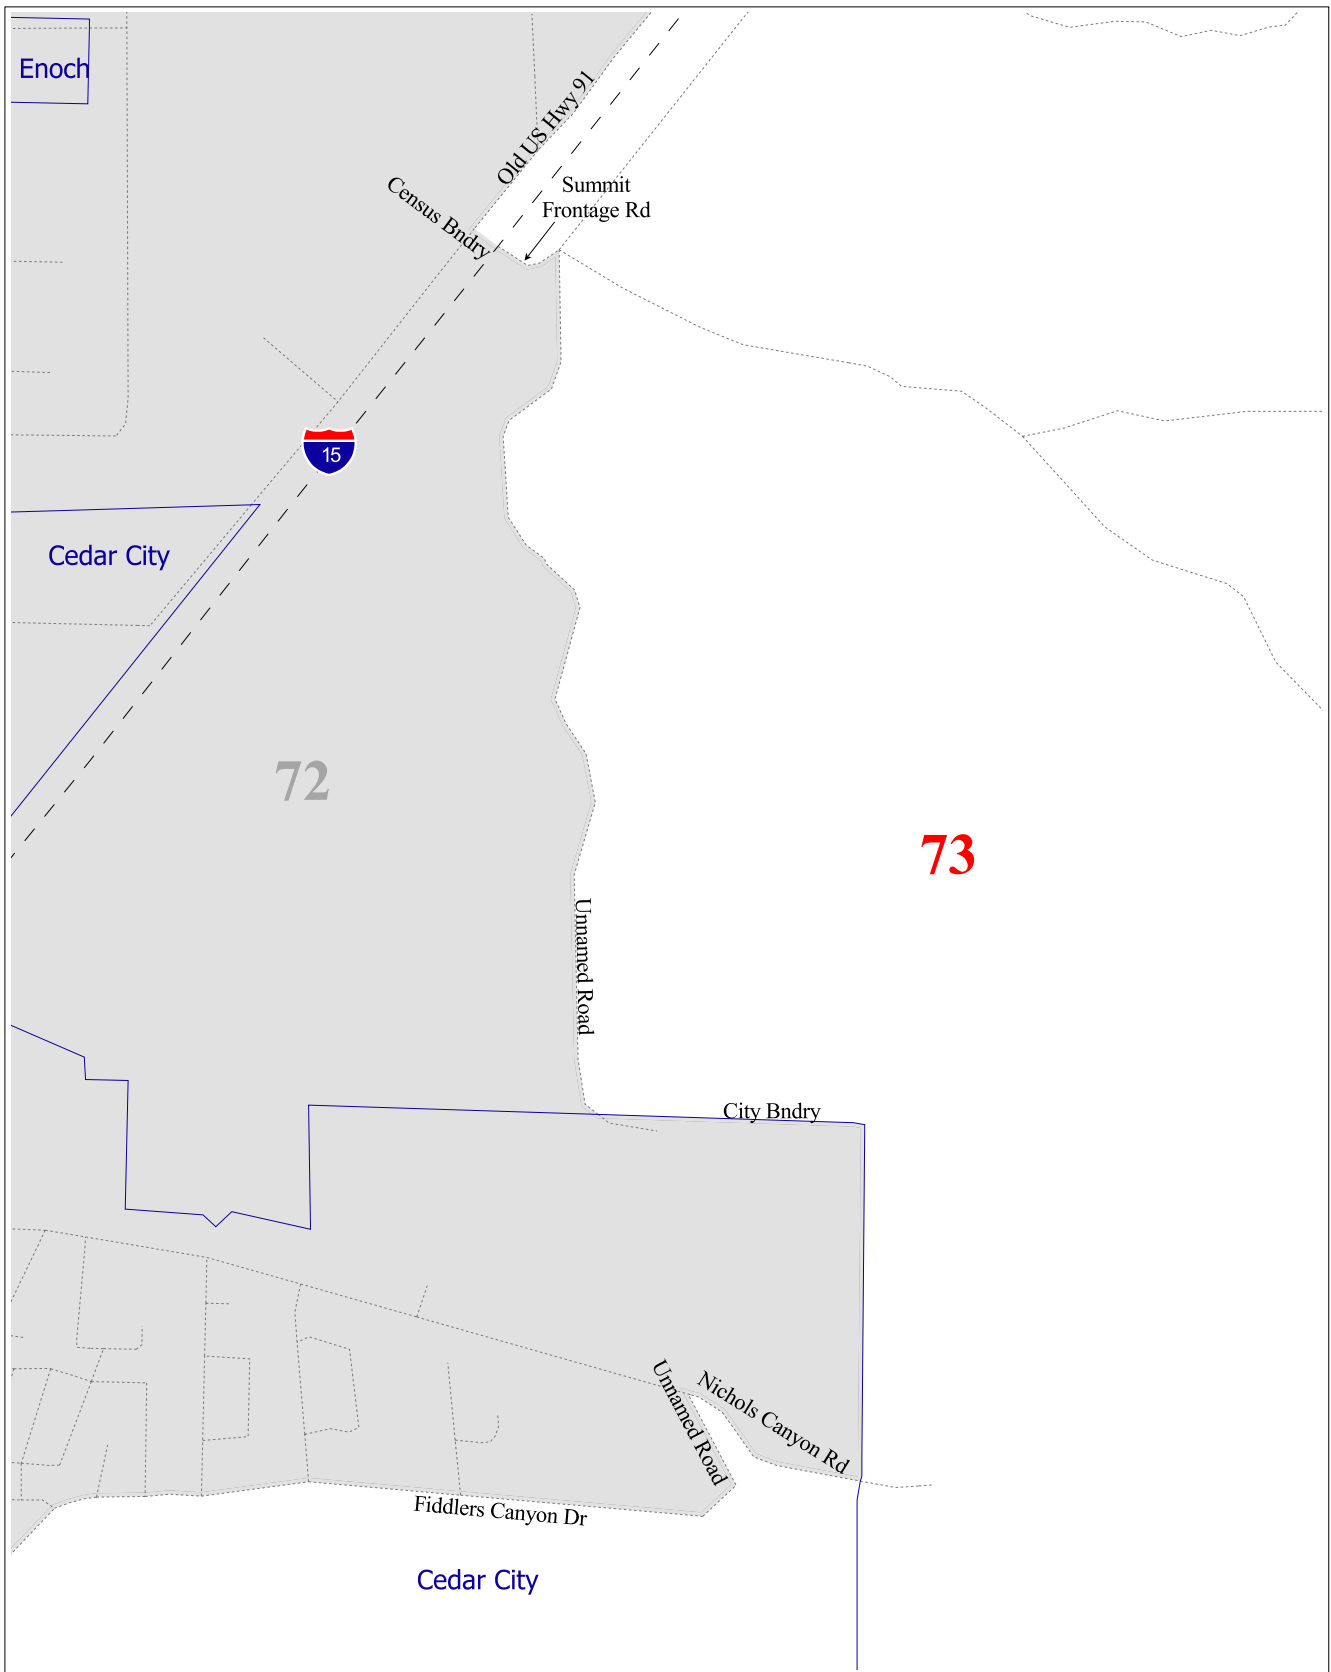 Enoch
Old US Hwy 91
Census Bndry
Summit
Frontage Rd
15
Cedar City
72
73
Unnamed Road
City Bndry
Unnamed Road
Nichols Canyon Rd
Fiddlers Canyon Dr
Cedar City